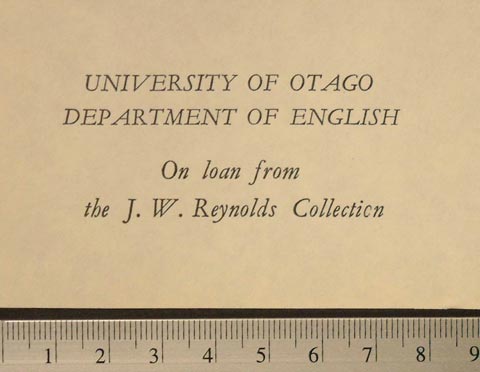 UNIVERSITY OF OTAGO
DEPARTMENT OF ENGLISH
On loan from
the J. W. Reynolds Collection
1 2 3 4 5 6 7 8 9